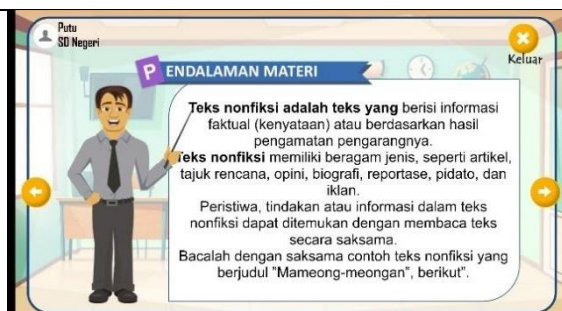 Putu
SD Negeri
Keluar
PENDALAMAN MATERI
Teks nonfiksi adalah teks yang berisi informasi
faktual (kenyataan) atau berdasarkan hasil
pengamatan pengarangnya.
Teks nonfiksi memiliki beragam jenis, seperti artikel,
tajuk rencana, opini, biografi, reportase, pidato, dan
iklan.
Peristiwa, tindakan atau informasi dalam teks
nonfiksi dapat ditemukan dengan membaca teks
secara saksama.
Bacalah dengan saksama contoh teks nonfiksi yang
berjudul "Mameong-meongan", berikut".